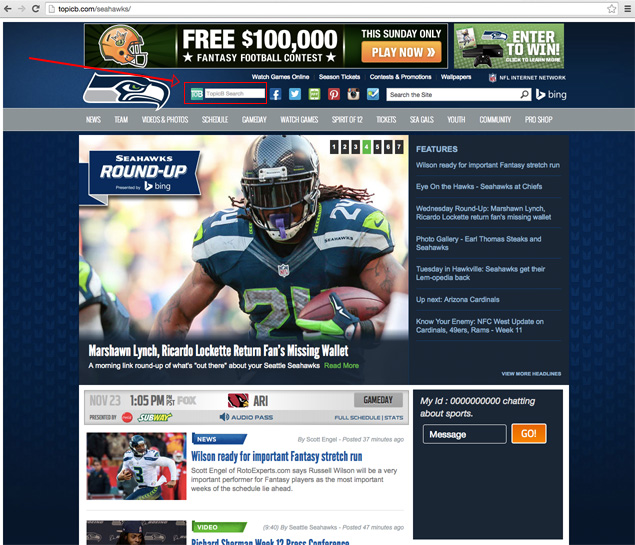 topicb.com/seahawks/
FREE $100,000
★ FANTASY FOOTBALL CONTEST ★
THIS SUNDAY ONLY
PLAY NOW »
ENTER
TO WIN!
CLICK TO LEARN MORE
Watch Games Online | Season Tickets | Contests & Promotions | Wallpapers
NFL INTERNET NETWORK
TopicB Search
Search the Site
bing
NEWS TEAM VIDEOS & PHOTOS SCHEDULE GAMEDAY WATCH GAMES SPIRIT OF 12 TICKETS SEA GALS YOUTH COMMUNITY PRO SHOP
SEAHAWKS
ROUND-UP
Presented by bing
1 2 3 4 5 6 7
24
SEAHAWKS
24
Marshawn Lynch, Ricardo Lockette Return Fan's Missing Wallet
A morning link round-up of what's "out there" about your Seattle Seahawks Read More
FEATURES
Wilson ready for important Fantasy stretch run
Eye On the Hawks - Seahawks at Chiefs
Wednesday Round-Up: Marshawn Lynch,
Ricardo Lockette return fan's missing wallet
Photo Gallery - Earl Thomas Steaks and
Seahawks
Tuesday in Hawkville: Seahawks get their
Lem-opedia back
Up next: Arizona Cardinals
Know Your Enemy: NFC West Update on
Cardinals, 49ers, Rams - Week 11
VIEW MORE HEADLINES
NOV 23 1:05 PM PST FOX ARI GAMEDAY
PRESENTED BY SUBWAY AUDIO PASS FULL SCHEDULE | STATS
NEWS
By Scott Engel - Posted 37 minutes ago
Wilson ready for important Fantasy stretch run
Scott Engel of RotoExperts.com says Russell Wilson will be a very
important performer for Fantasy players as the most important
weeks of the schedule lie ahead.
3
VIDEO
(9:40) By Seattle Seahawks - Posted 47 minutes ago
Richard Sherman Week 12 Press Conference
My Id : 0000000000 chatting
about sports.
Message
GO!